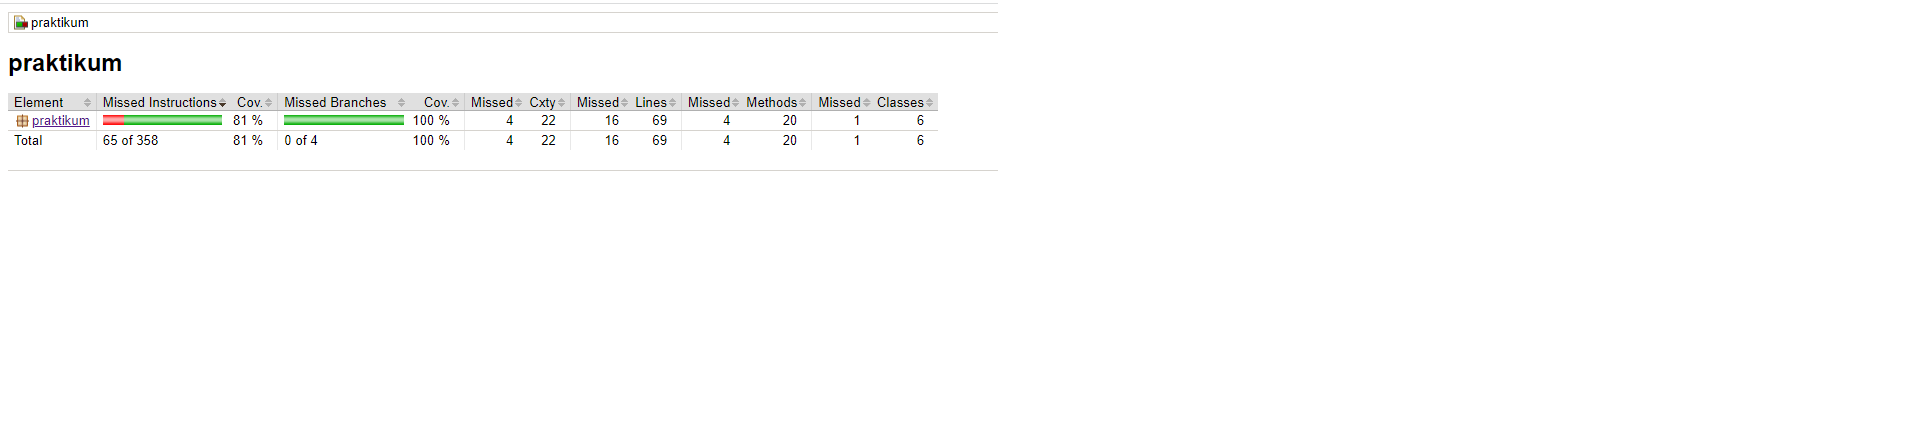 praktikum
praktikum
Element Missed Instructions Cov. Missed Branches Cov. Missed Cxty Missed Lines Missed Methods Missed Classes
praktikum 81 % 100 % 4 22 16 69 4 20 1 6
Total 65 of 358 81 % 0 of 4 100 % 4 22 16 69 4 20 1 6